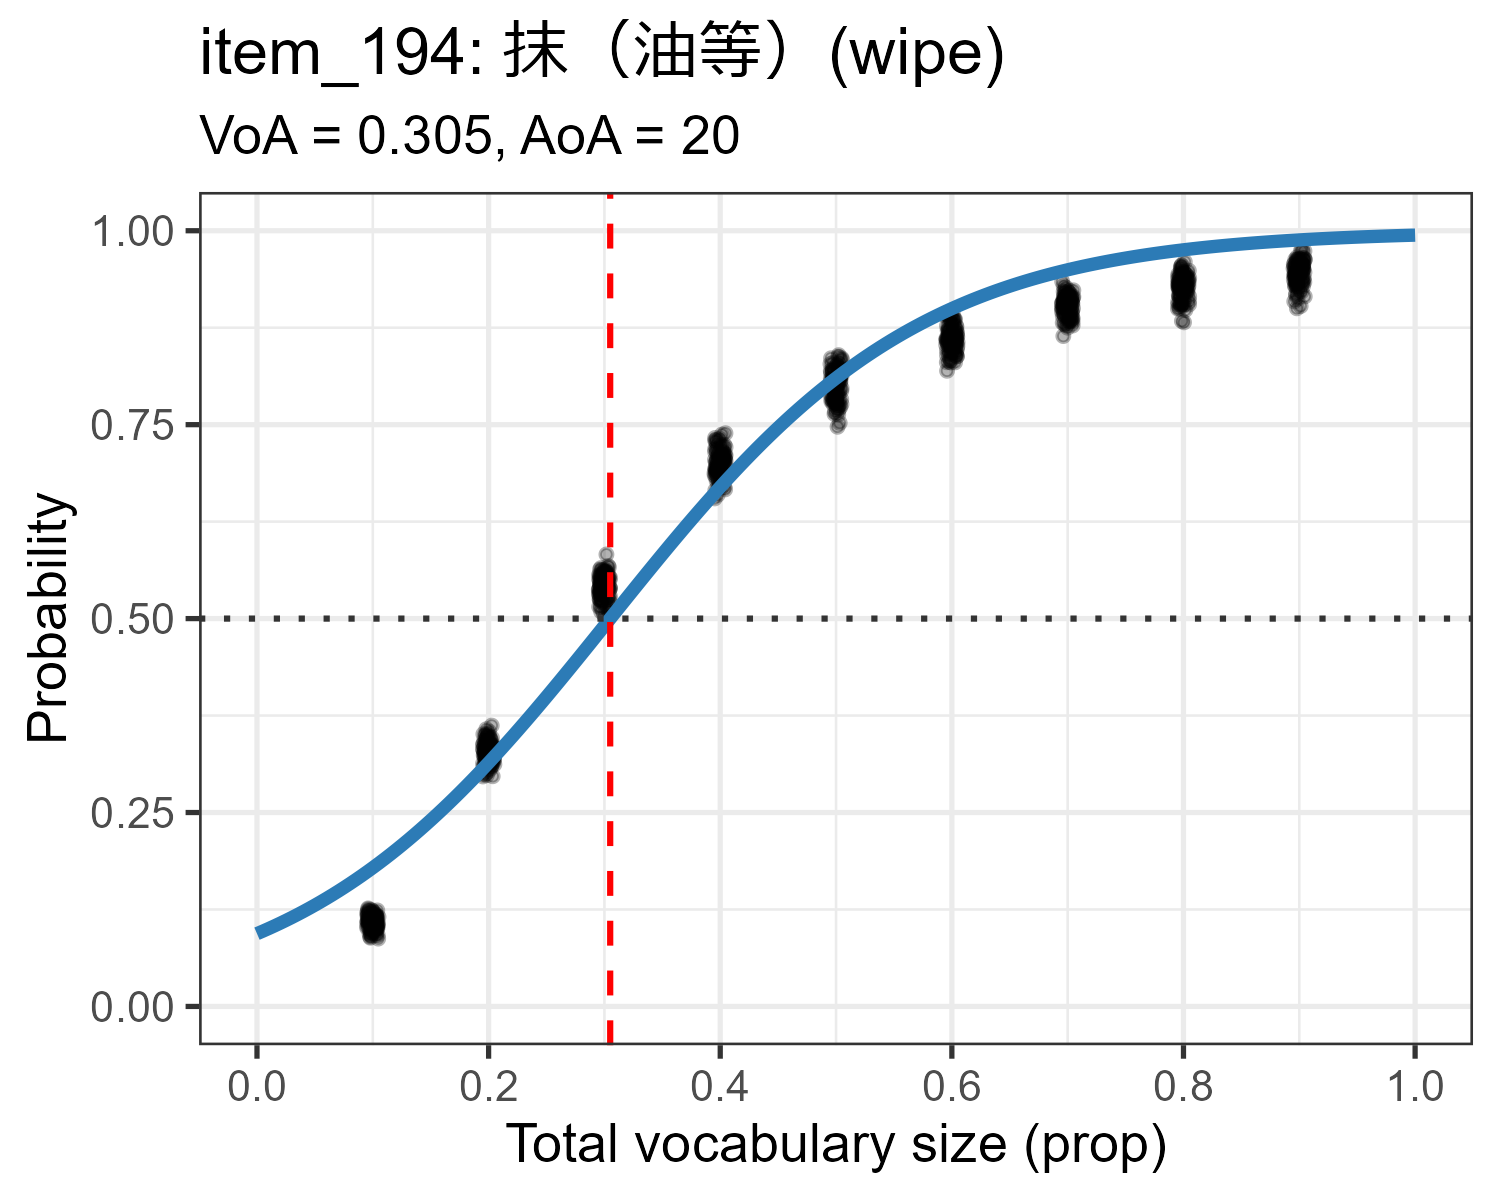 item_194: 抹（油等）(wipe)
VoA = 0.305, AoA = 20
1.00
0.75
0.50
0.25
0.00
Probability
0.0 0.2 0.4 0.6 0.8 1.0
Total vocabulary size (prop)